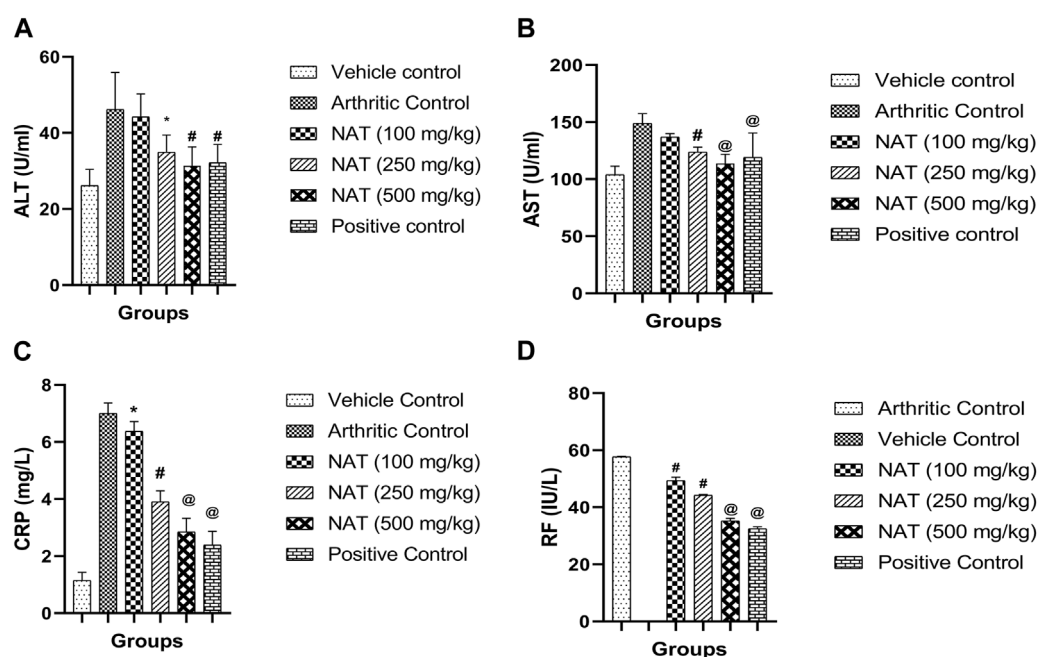 A
ALT (U/ml)
60
40
20
0
*
#
#
Groups
Vehicle control
Arthritic Control
NAT (100 mg/kg)
NAT (250 mg/kg)
NAT (500 mg/kg)
Positive control
B
AST (U/ml)
200
150
100
50
0
#
@
@
Groups
Vehicle control
Arthritic Control
NAT (100 mg/kg)
NAT (250 mg/kg)
NAT (500 mg/kg)
Positive control
C
CRP (mg/L)
8
6
4
2
0
*
#
@
@
Groups
Vehicle Control
Arthritic Control
NAT (100 mg/kg)
NAT (250 mg/kg)
NAT (500 mg/kg)
Positive Control
D
RF (IU/L)
80
60
40
20
0
#
#
@
@
Groups
Arthritic Control
Vehicle Control
NAT (100 mg/kg)
NAT (250 mg/kg)
NAT (500 mg/kg)
Positive Control